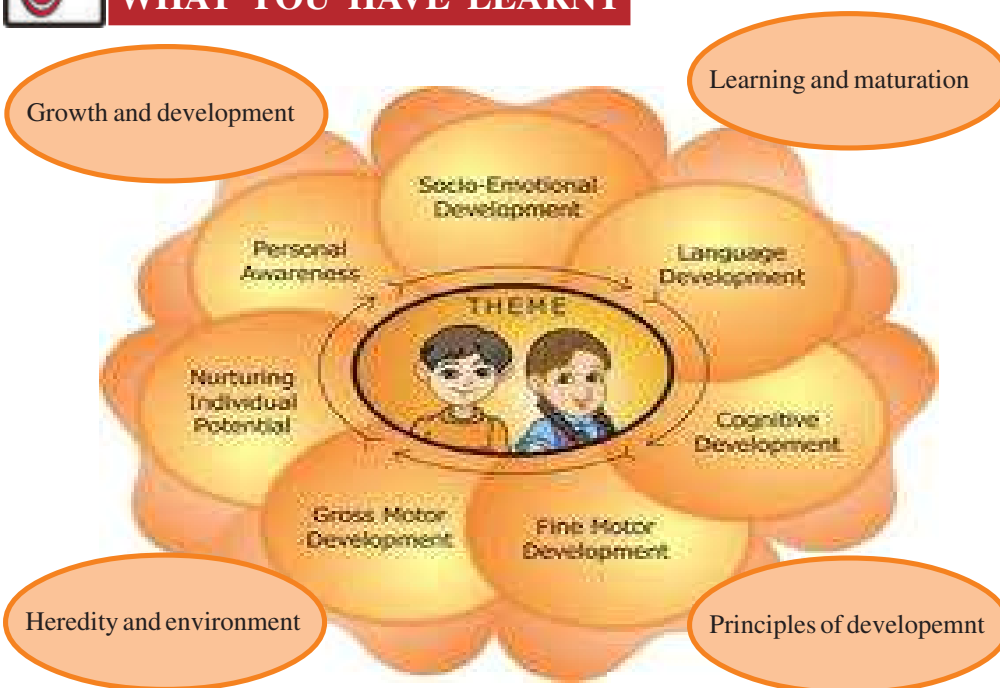 WHAT YOU HAVE LEARNT
Growth and development
Learning and maturation
Socio-Emotional
Development
Personal
Awareness
Language
Development
THEME
Nurturing
Individual
Potential
Cognitive
Development
Gross Motor
Development
Fine Motor
Development
Heredity and environment
Principles of developemnt